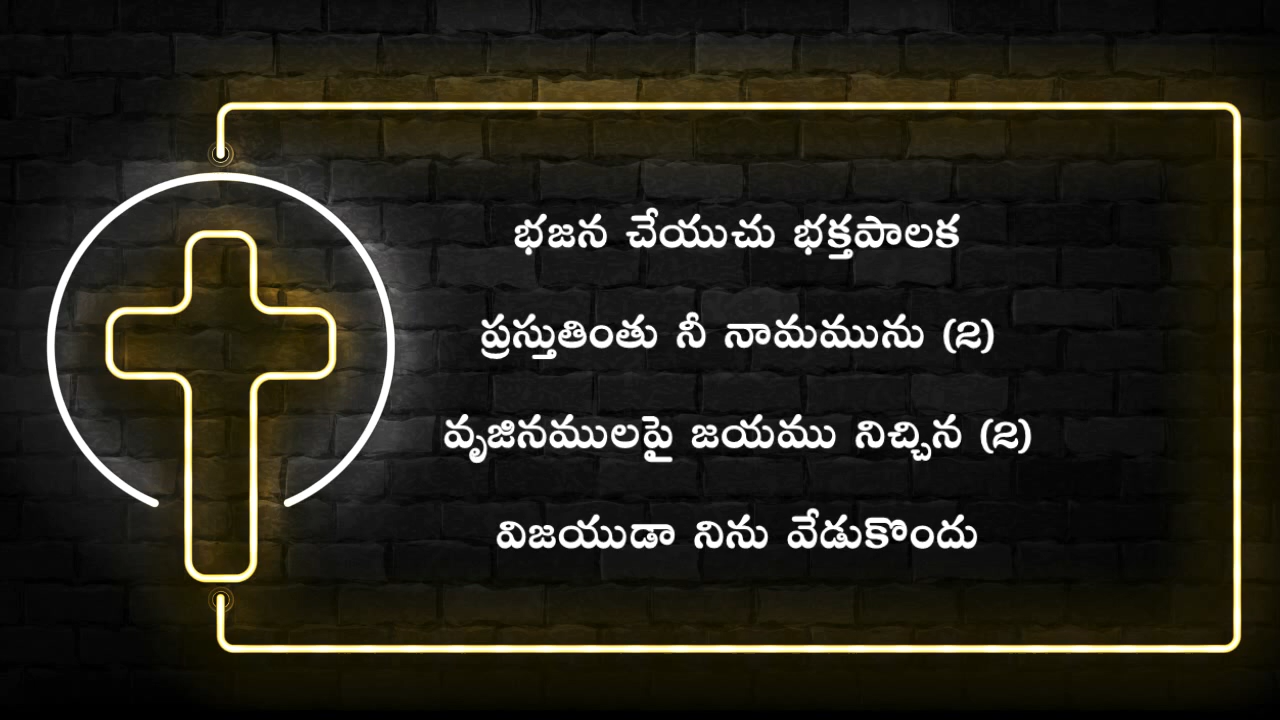 భజన చేయుచు భక్తపాలక
ప్రస్తుతింతు నీ నామమును (2)
వృజినములపై జయము నిచ్చిన (2)
విజయుడా నిను వేడుకొందు